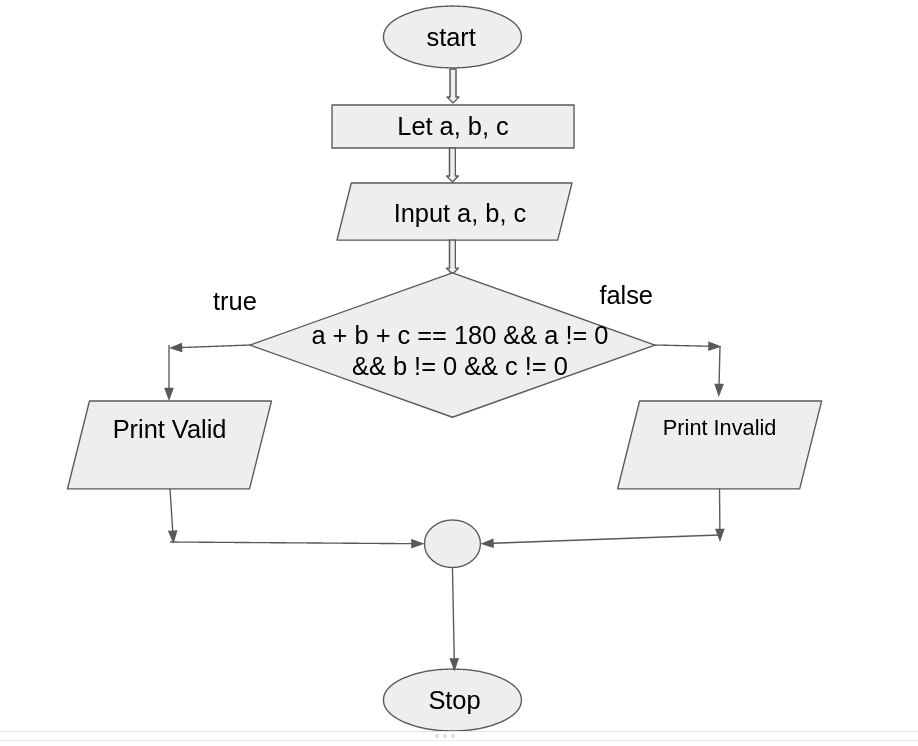 start
Let a, b, c
Input a, b, c
true
false
a + b + c == 180 && a != 0
&& b != 0 && c != 0
Print Valid
Print Invalid
Stop